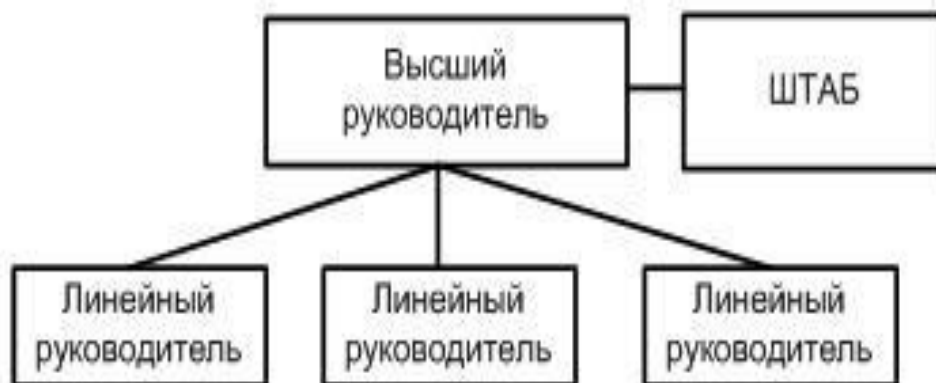 Высший
руководитель
ШТАБ
Линейный
руководитель
Линейный
руководитель
Линейный
руководитель